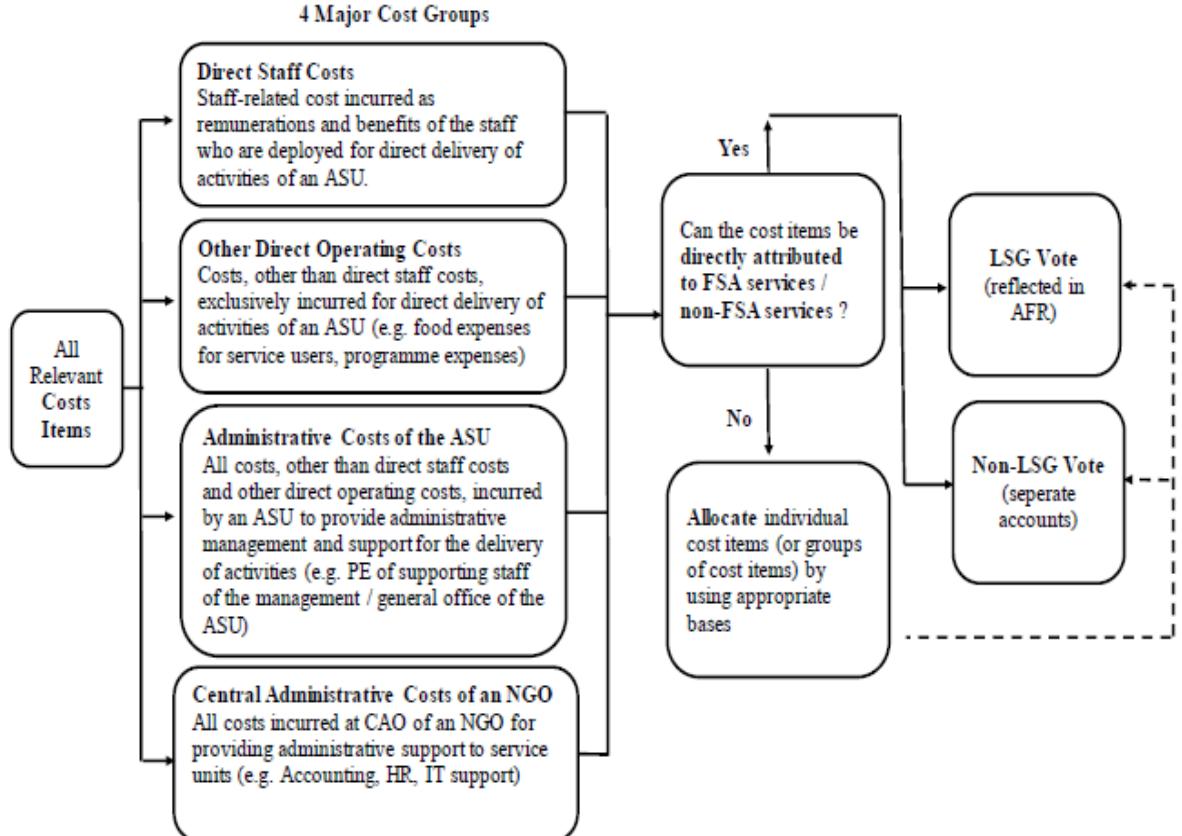 4 Major Cost Groups
All
Relevant
Costs
Items
Direct Staff Costs
Staff-related cost incurred as
remunerations and benefits of the staff
who are deployed for direct delivery of
activities of an ASU.
Other Direct Operating Costs
Costs, other than direct staff costs,
exclusively incurred for direct delivery of
activities of an ASU (e.g. food expenses
for service users, programme expenses)
Administrative Costs of the ASU
All costs, other than direct staff costs
and other direct operating costs, incurred
by an ASU to provide administrative
management and support for the delivery
of activities (e.g. PE of supporting staff
of the management / general office of the
ASU)
Central Administrative Costs of an NGO
All costs incurred at CAO of an NGO for
providing administrative support to service
units (e.g. Accounting, HR, IT support)
Yes
Can the cost items be
directly attributed
to FSA services /
non-FSA services ?
No
Allocate individual
cost items (or groups
of cost items) by
using appropriate
bases
LSG Vote
(reflected in
AFR)
Non-LSG Vote
(seperate
accounts)